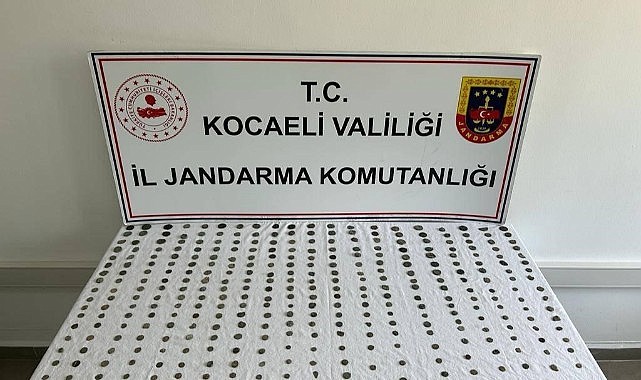 T.C.
KOCAELİ VALİLİĞİ
İL JANDARMA KOMUTANLIĞI
JANDARMA